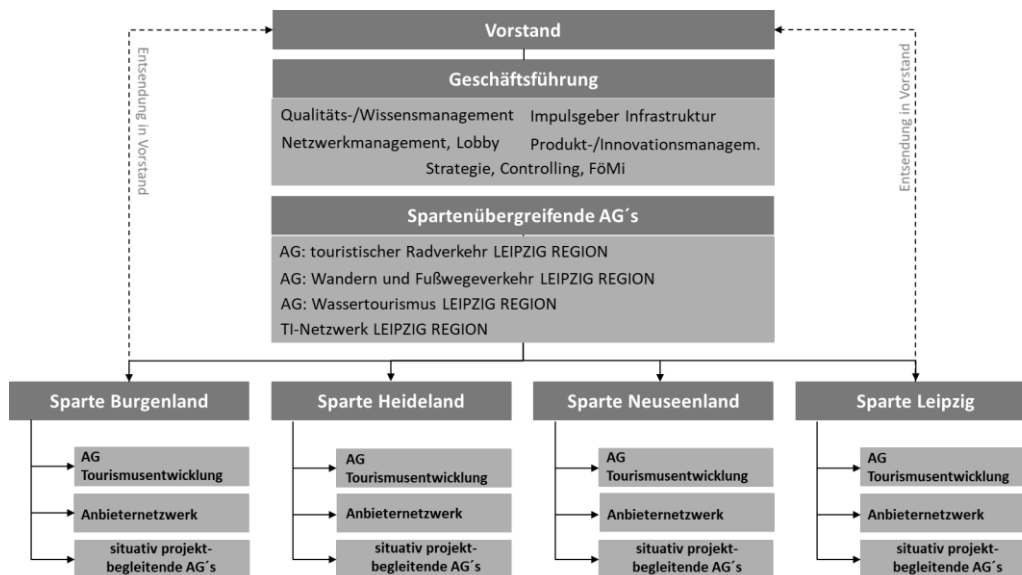 Vorstand
Entsendung in Vorstand
Entsendung in Vorstand
Geschäftsführung
Qualitäts-/Wissensmanagement
Impulsgeber Infrastruktur
Netzwerkmanagement, Lobby
Produkt-/Innovationsmanagem.
Strategie, Controlling, FöMi
Spartenübergreifende AG´s
AG: touristischer Radverkehr LEIPZIG REGION
AG: Wandern und Fußwegeverkehr LEIPZIG REGION
AG: Wassertourismus LEIPZIG REGION
TI-Netzwerk LEIPZIG REGION
Sparte Burgenland
AG
Tourismusentwicklung
Anbieternetzwerk
situativ projekt-
begleitende AG´s
Sparte Heideland
AG
Tourismusentwicklung
Anbieternetzwerk
situativ projekt-
begleitende AG´s
Sparte Neuseenland
AG
Tourismusentwicklung
Anbieternetzwerk
situativ projekt-
begleitende AG´s
Sparte Leipzig
AG
Tourismusentwicklung
Anbieternetzwerk
situativ projekt-
begleitende AG´s